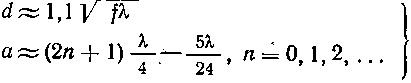 d ≈ 1,1 √fλ
a ≈ (2n + 1) λ/4 − 5λ/24, n = 0, 1, 2, ... }